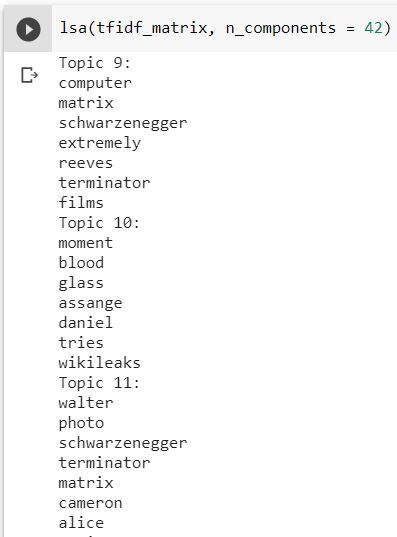 lsa(tfidf_matrix, n_components = 42)
Topic 9:
computer
matrix
schwarzenegger
extremely
reeves
terminator
films
Topic 10:
moment
blood
glass
assange
daniel
tries
wikileaks
Topic 11:
walter
photo
schwarzenegger
terminator
matrix
cameron
alice